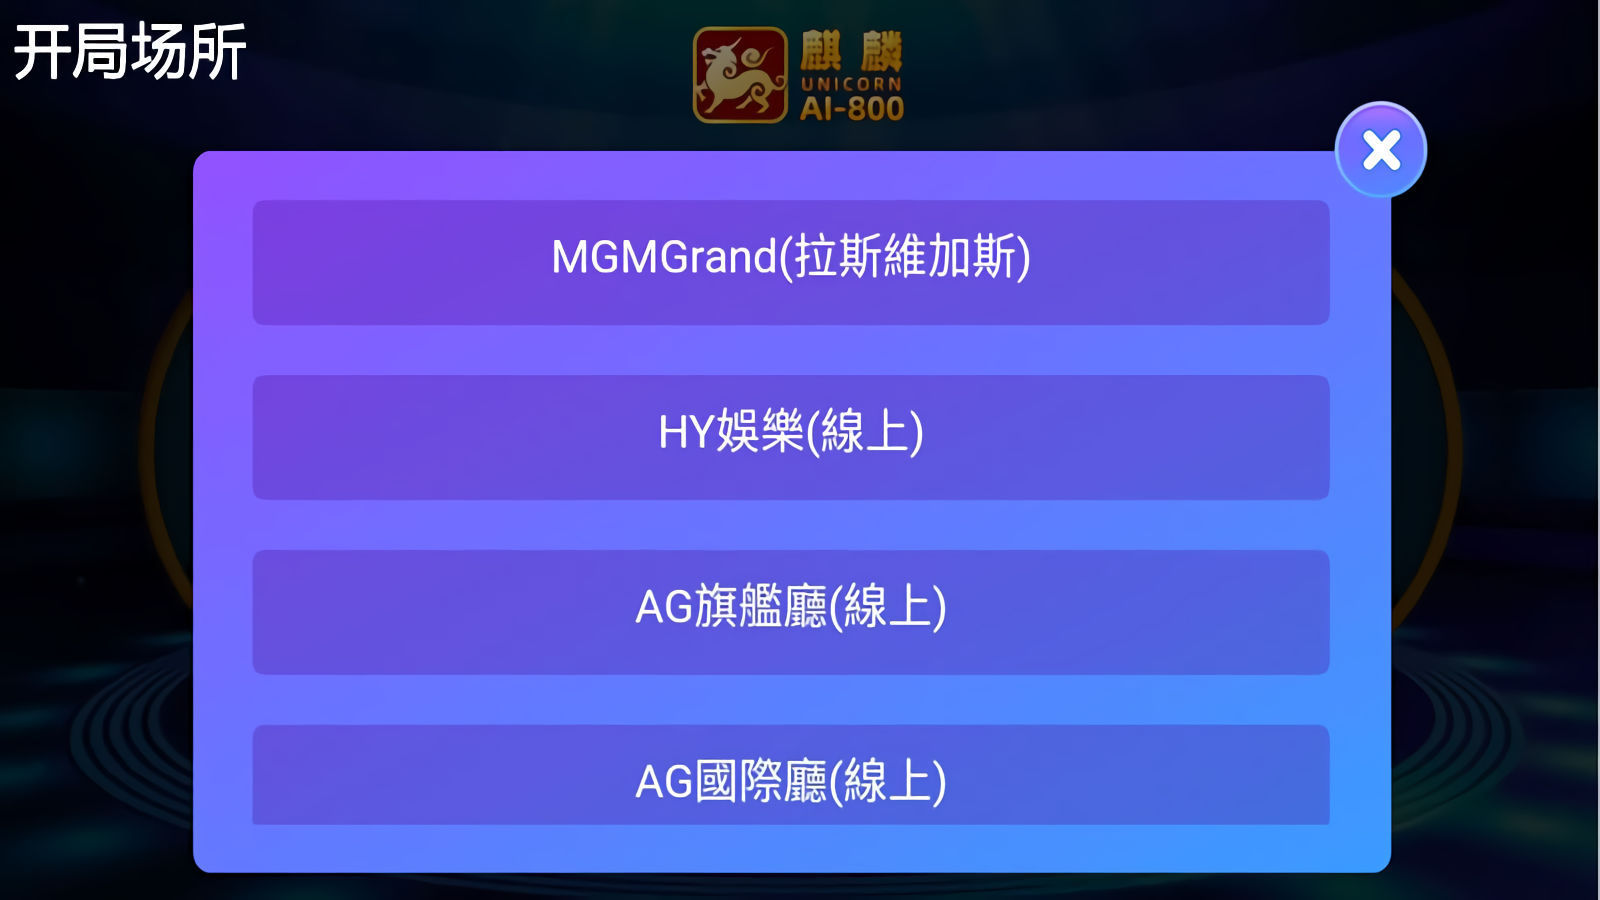 开局场所
麒麟
UNICORN
AI-800
MGMGrand(拉斯維加斯)
HY娛樂(線上)
AG旗艦廳(線上)
AG國際廳(線上)